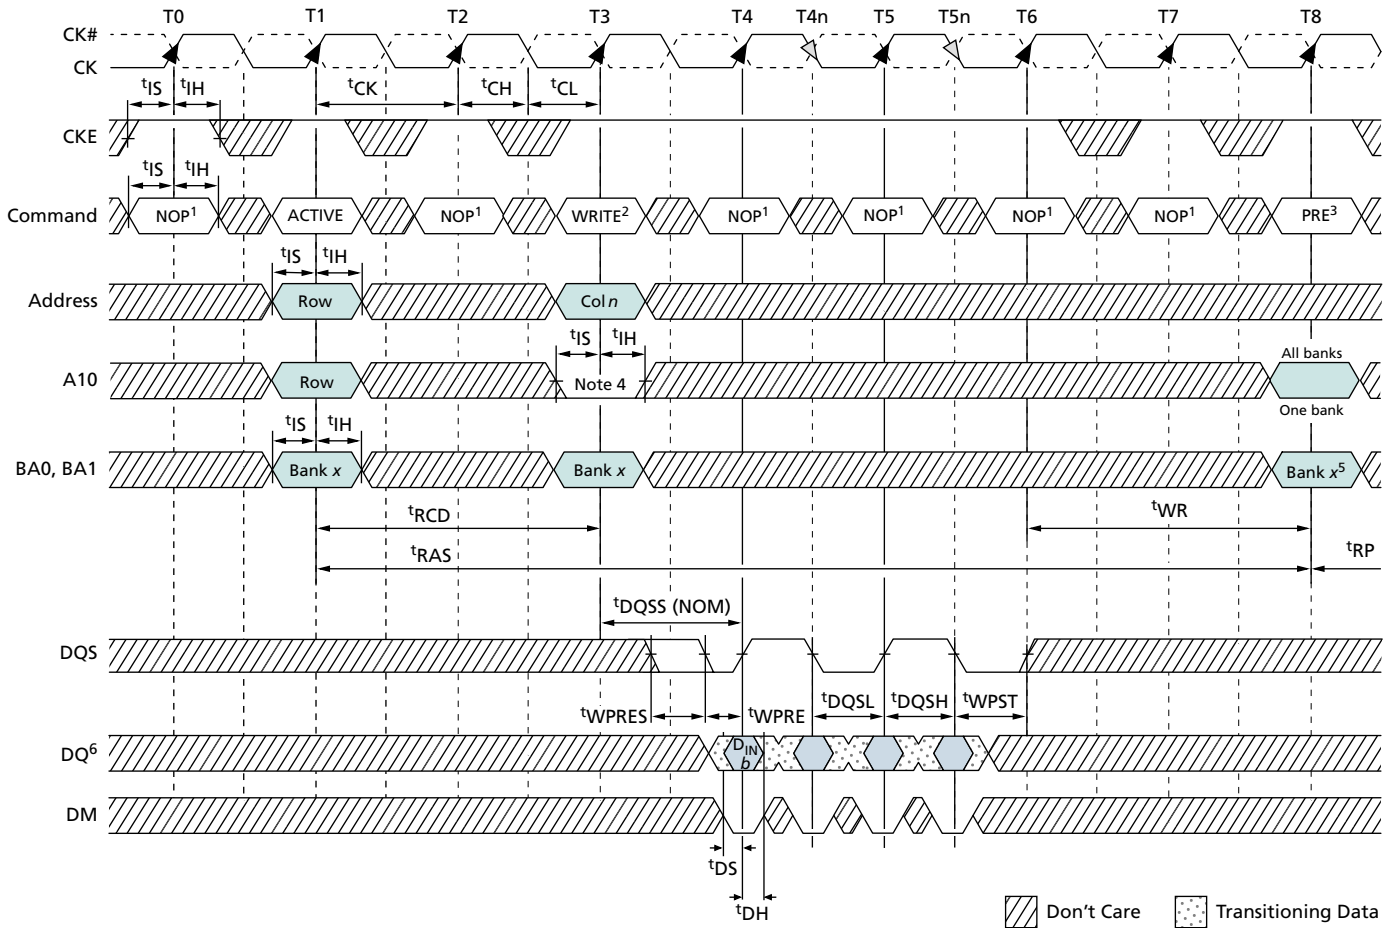 T0 T1 T2 T3 T4 T4n T5 T5n T6 T7 T8
CK#
CK
tIS tIH tCK tCH tCL
CKE
tIS tIH
Command NOP1 ACTIVE NOP1 WRITE2 NOP1 NOP1 NOP1 NOP1 PRE3
tIS tIH
Address Row Col n
tIS tIH
All banks
A10 Row Note 4
One bank
tIS tIH
BA0, BA1 Bank x Bank x Bank x5
tRCD tWR
tRAS tRP
tDQSS (NOM)
DQS
tWPRES tWPRE tDQSL tDQSH tWPST
DQ6 DIN
b
DM
tDS
tDH
Don't Care Transitioning Data